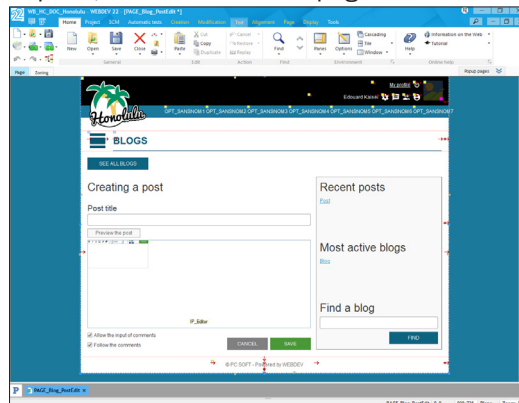 WB_HC_DOC_Honolulu - WEBDEV 22 - [PAGE_Blog_PostEdit *]
Home Project SCM Automatic tests Creation Modification Text Alignment Page Display Tools
New Open Save Close Paste Cut Copy Duplicate Cancel Restore Replay Find Panes Options Cascading Tile Window Help Information on the Web Tutorial
General Edit Action Find Environment Online help
Page Zoning Popup pages
My profile
Edouard Kaisei
Honolulu
OPT_SANSNOM1 OPT_SANSNOM2 OPT_SANSNOM3 OPT_SANSNOM4 OPT_SANSNOM5 OPT_SANSNOM6 OPT_SANSNOM7
BLOGS
SEE ALL BLOGS
Creating a post
Recent posts
Post
Post title
Preview the post
Most active blogs
Blog
Find a blog
IP_Editor
Allow the input of comments
Follow the comments
CANCEL SAVE
FIND
© PC SOFT - Powered by WEBDEV
PAGE_Blog_PostEdit ×